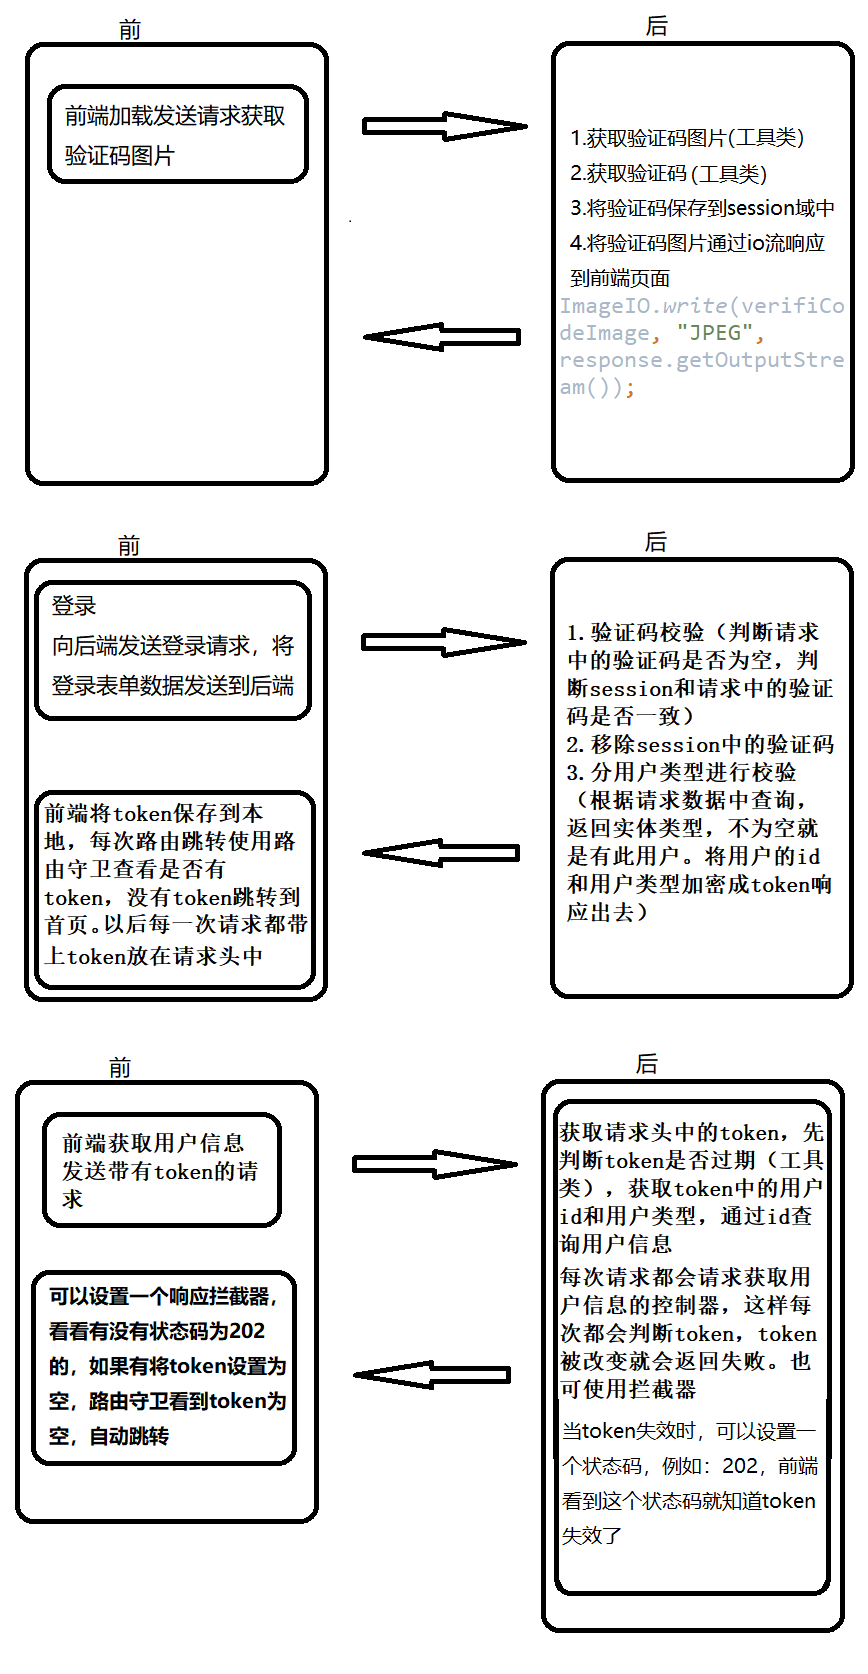 前
后
前端加载发送请求获取
验证码图片
1.获取验证码图片(工具类)
2.获取验证码 (工具类)
3.将验证码保存到session域中
4.将验证码图片通过io流响应
到前端页面
ImageIO.write(verifiCo
deImage, "JPEG",
response.getOutputStre
am());
前
后
登录
向后端发送登录请求，将
登录表单数据发送到后端
前端将token保存到本
地，每次路由跳转使用路
由守卫查看是否有
token，没有token跳转到
首页。以后每一次请求都带
上token放在请求头中
1.验证码校验（判断请求
中的验证码是否为空，判
断session和请求中的验证
码是否一致）
2.移除session中的验证码
3.分用户类型进行校验
（根据请求数据中查询，
返回实体类型，不为空就
是有此用户。将用户的id
和用户类型加密成token响
应出去）
前
后
前端获取用户信息
发送带有token的请
求
可以设置一个响应拦截器，
看看有没有状态码为202
的，如果有将token设置为
空，路由守卫看到token为
空，自动跳转
获取请求头中的token，先
判断token是否过期（工具
类），获取token中的用户
id和用户类型，通过id查
询用户信息
每次请求都会请求获取用
户信息的控制器，这样每
次都会判断token，token
被改变就会返回失败。也
可使用拦截器
当token失效时，可以设置一
个状态码，例如：202，前端
看到这个状态码就知道token
失效了